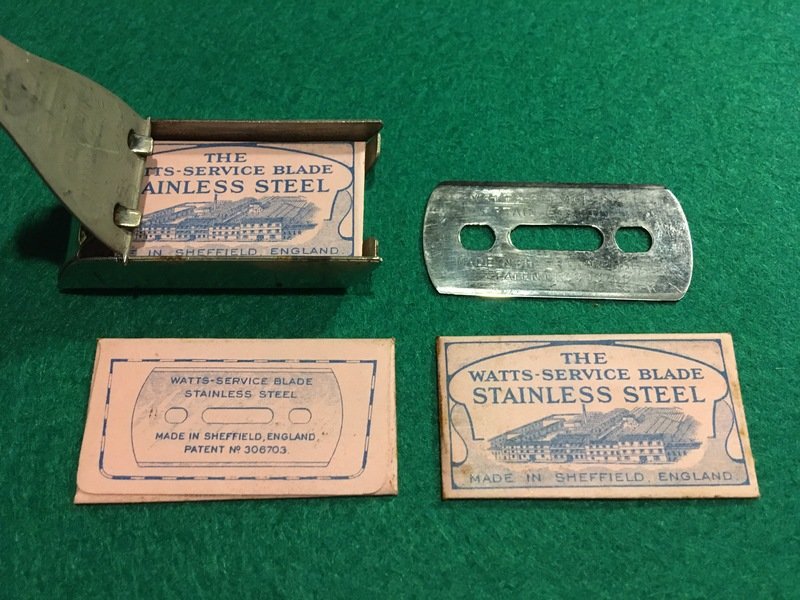 THE
TTS-SERVICE BLADE
AINLESS STEEL
IN SHEFFIELD, ENGLAND.
WATTS-SERVICE BLADE
STAINLESS STEEL
MADE IN SHEFFIELD, ENGLAND.
PATENT Nº 306703.
THE
WATTS-SERVICE BLADE
STAINLESS STEEL
MADE IN SHEFFIELD, ENGLAND.